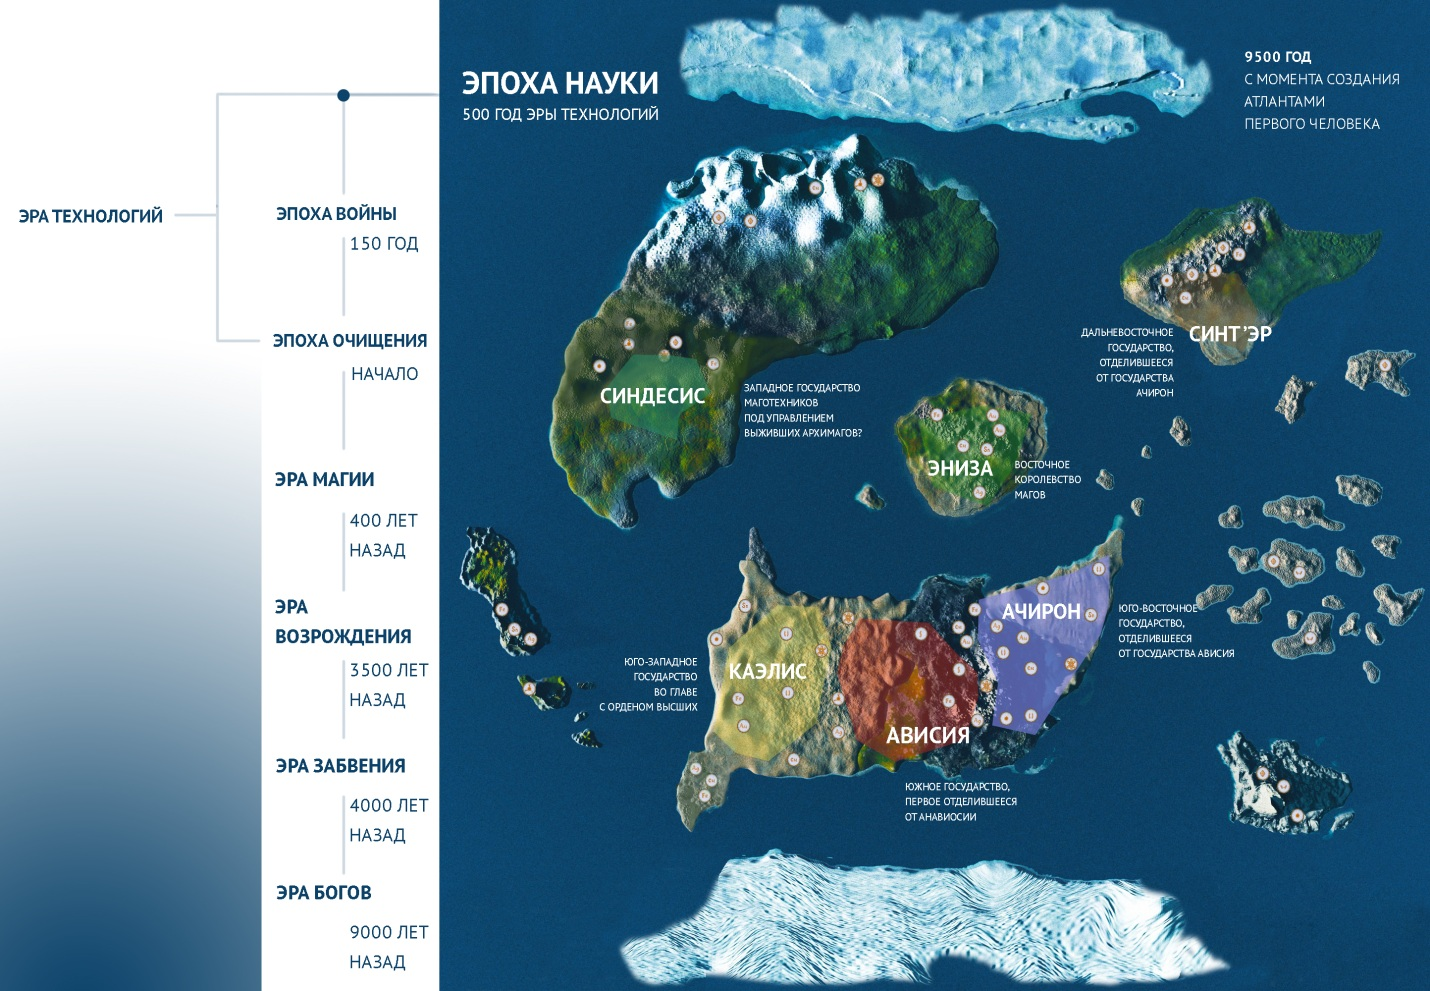 ЭРА ТЕХНОЛОГИЙ
ЭПОХА ВОЙНЫ
150 ГОД
ЭПОХА ОЧИЩЕНИЯ
НАЧАЛО
ЭРА МАГИИ
400 ЛЕТ
НАЗАД
ЭРА
ВОЗРОЖДЕНИЯ
3500 ЛЕТ
НАЗАД
ЭРА ЗАБВЕНИЯ
4000 ЛЕТ
НАЗАД
ЭРА БОГОВ
9000 ЛЕТ
НАЗАД
ЭПОХА НАУКИ
500 ГОД ЭРЫ ТЕХНОЛОГИЙ
9500 ГОД
С МОМЕНТА СОЗДАНИЯ
АТЛАНТАМИ
ПЕРВОГО ЧЕЛОВЕКА
СИНТ'ЭР
ДАЛЬНЕВОСТОЧНОЕ
ГОСУДАРСТВО,
ОТДЕЛИВШЕЕСЯ
ОТ ГОСУДАРСТВА
АЧИРОН
СИНДЕСИС
ЗАПАДНОЕ ГОСУДАРСТВО
МАГОТЕХНИКОВ
ПОД УПРАВЛЕНИЕМ
ВЫЖИВШИХ АРХИМАГОВ?
ЭНИЗА
ВОСТОЧНОЕ
КОРОЛЕВСТВО
МАГОВ
АЧИРОН
ЮГО-ВОСТОЧНОЕ
ГОСУДАРСТВО,
ОТДЕЛИВШЕЕСЯ
ОТ ГОСУДАРСТВА АВИСИЯ
КАЭЛИС
ЮГО-ЗАПАДНОЕ
ГОСУДАРСТВО
ВО ГЛАВЕ
С ОРДЕНОМ ВЫСШИХ
АВИСИЯ
ЮЖНОЕ ГОСУДАРСТВО,
ПЕРВОЕ ОТДЕЛИВШЕЕСЯ
ОТ АНАВИОСИИ